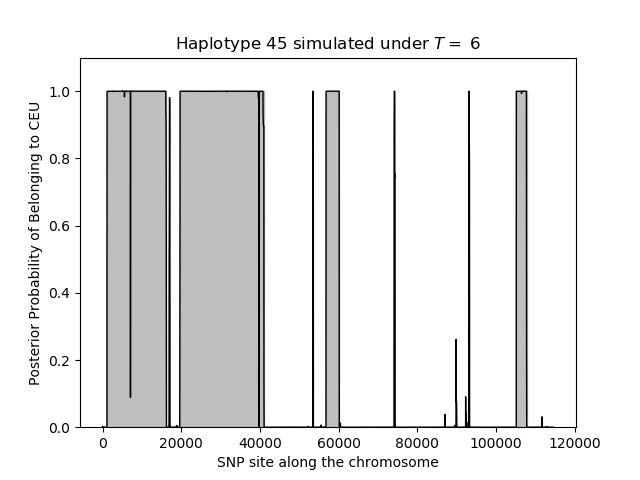 Haplotype 45 simulated under T = 6
Posterior Probability of Belonging to CEU
1.0
0.8
0.6
0.4
0.2
0.0
0 20000 40000 60000 80000 100000 120000
SNP site along the chromosome